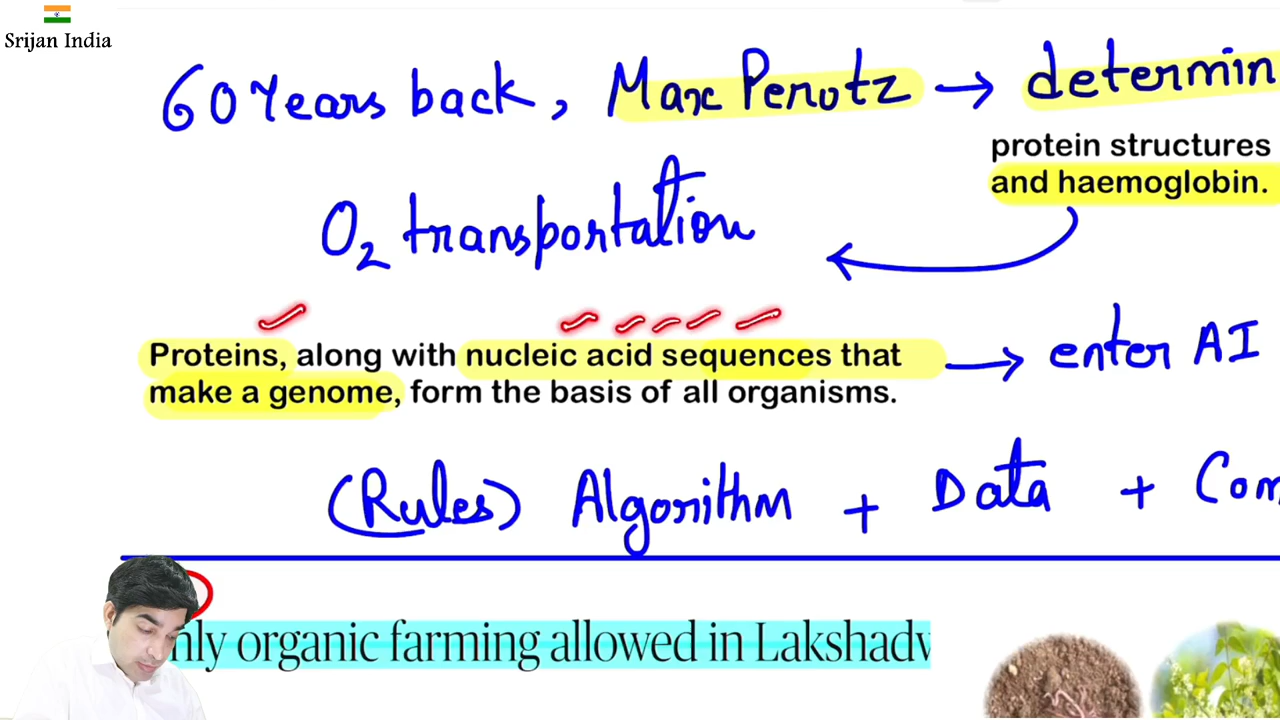 Srijan India
60 Years back, Max Perutz → determin
protein structures
and haemoglobin.
O₂ transportation
Proteins, along with nucleic acid sequences that → enter AI
make a genome, form the basis of all organisms.
(Rules) Algorithm + Data + Com
nly organic farming allowed in Lakshadw